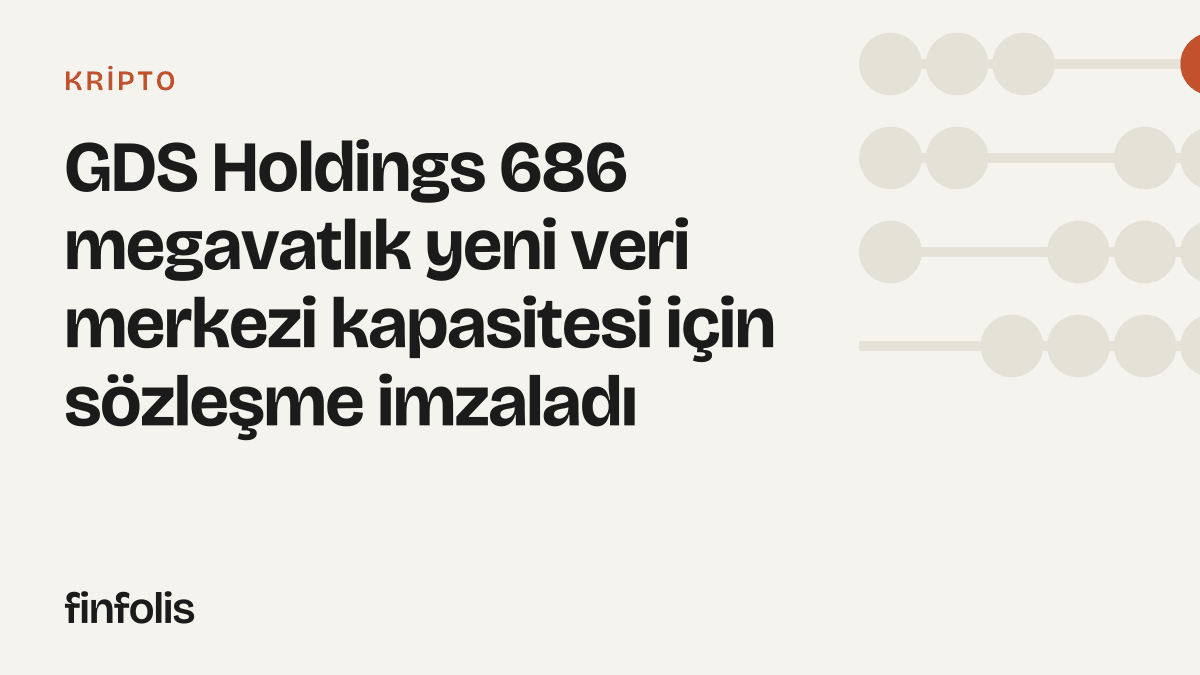 KRİPTO
GDS Holdings 686
megavatlık yeni veri
merkezi kapasitesi için
sözleşme imzaladı
finfolis